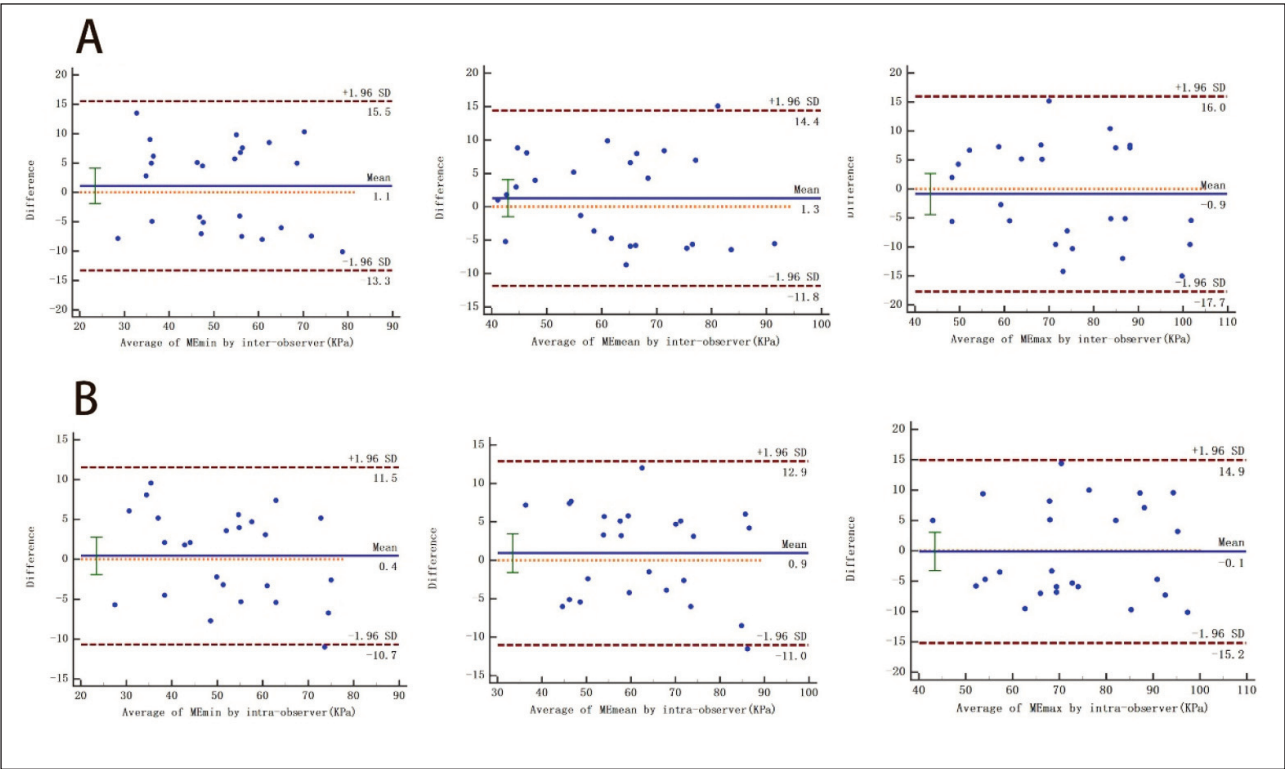 A
20
15
10
5
0
-5
-10
-15
-20
Difference
+1.96 SD
15.5
Mean
1.1
-1.96 SD
-13.3
20 30 40 50 60 70 80 90
Average of MEmin by inter-observer(KPa)
20
15
10
5
0
-5
-10
-15
Difference
+1.96 SD
14.4
Mean
1.3
-1.96 SD
-11.8
40 50 60 70 80 90 100
Average of MEmean by inter-observer(KPa)
20
15
10
5
0
-5
-10
-15
-20
Difference
+1.96 SD
16.0
Mean
-0.9
-1.96 SD
-17.7
40 50 60 70 80 90 100 110
Average of MEmax by inter-observer(KPa)
B
15
10
5
0
-5
-10
-15
Difference
+1.96 SD
11.5
Mean
0.4
-1.96 SD
-10.7
20 30 40 50 60 70 80 90
Average of MEmin by intra-observer(KPa)
15
10
5
0
-5
-10
-15
Difference
+1.96 SD
12.9
Mean
0.9
-1.96 SD
-11.0
30 40 50 60 70 80 90 100
Average of MEmean by intra-observer(KPa)
20
15
10
5
0
-5
-10
-15
-20
Difference
+1.96 SD
14.9
Mean
-0.1
-1.96 SD
-15.2
40 50 60 70 80 90 100 110
Average of MEmax by intra-observer(KPa)